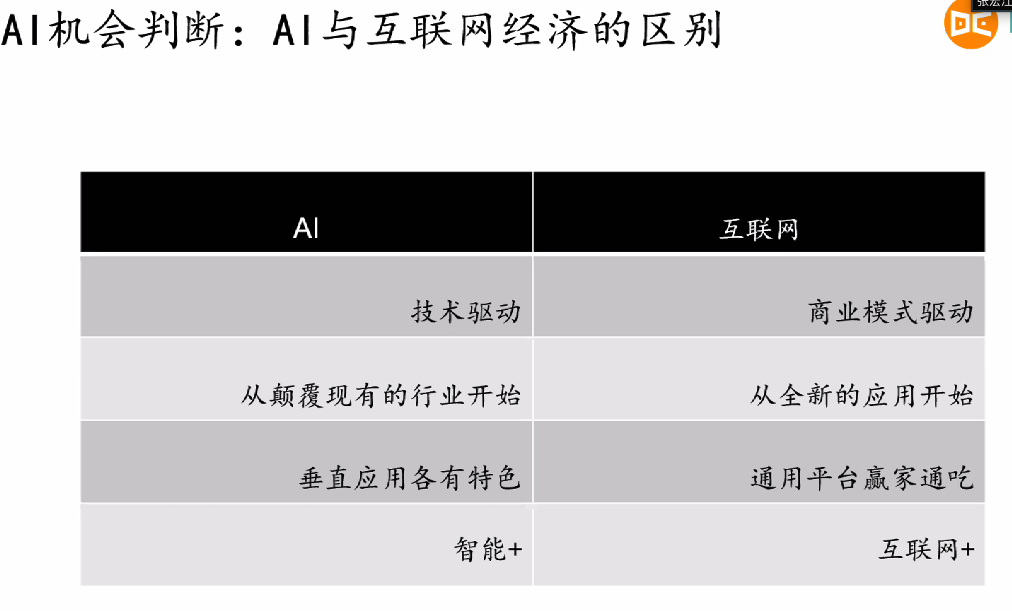 AI机会判断：AI与互联网经济的区别
张宏江
AI 互联网
技术驱动 商业模式驱动
从颠覆现有的行业开始 从全新的应用开始
垂直应用各有特色 通用平台赢家通吃
智能+ 互联网+